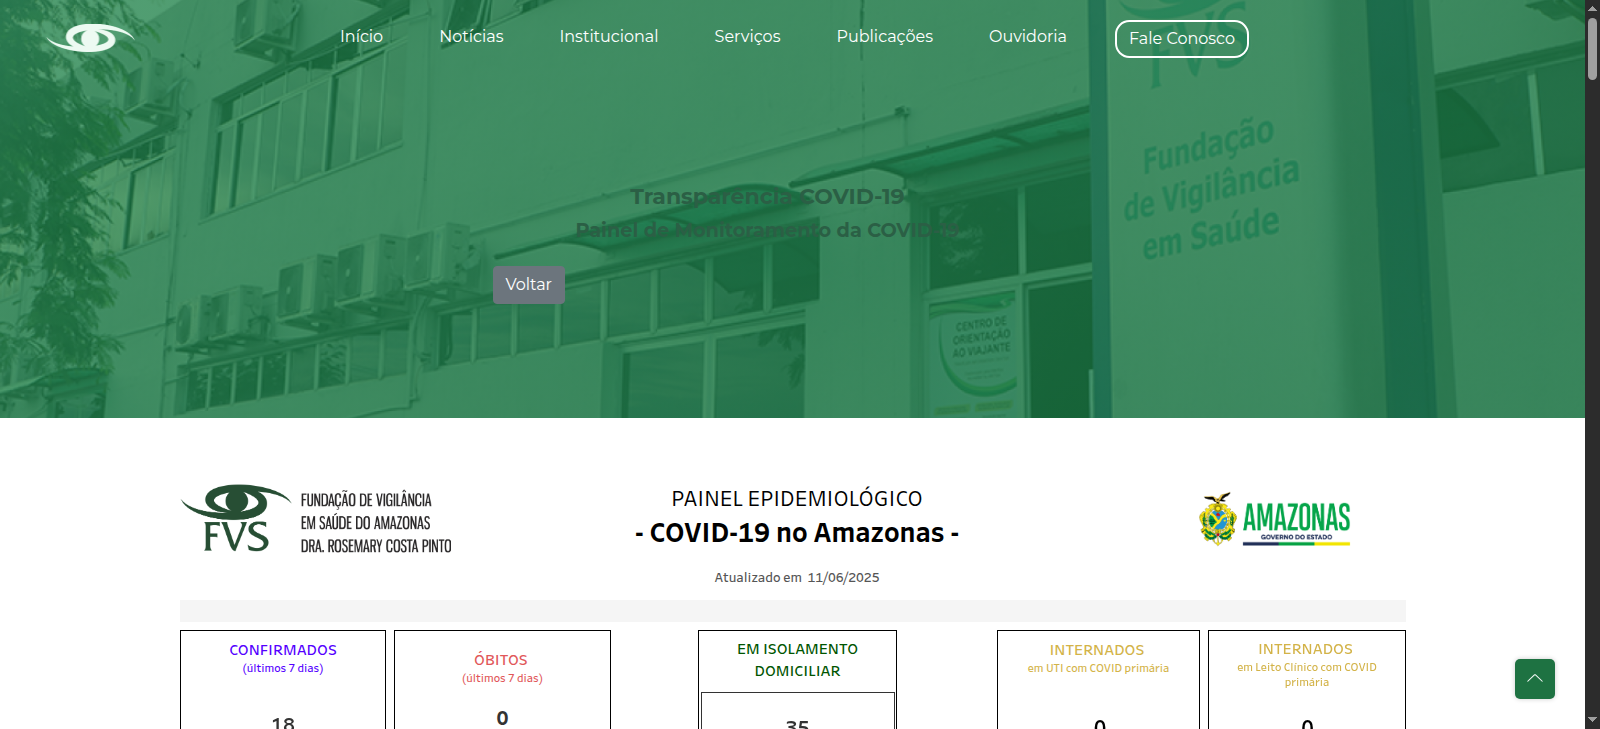 Início Notícias Institucional Serviços Publicações Ouvidoria Fale Conosco
FVS
Fundação
de Vigilância
em Saúde
Transparência COVID-19
Painel de Monitoramento da COVID-19
Voltar
CENTRO DE
ORIENTAÇÃO
AO VIAJANTE
FVS
FUNDAÇÃO DE VIGILÂNCIA
EM SAÚDE DO AMAZONAS
DRA. ROSEMARY COSTA PINTO
PAINEL EPIDEMIOLÓGICO
- COVID-19 no Amazonas -
Atualizado em 11/06/2025
AMAZONAS
GOVERNO DO ESTADO
CONFIRMADOS
(últimos 7 dias)
18
ÓBITOS
(últimos 7 dias)
0
EM ISOLAMENTO
DOMICILIAR
35
INTERNADOS
em UTI com COVID primária
0
INTERNADOS
em Leito Clínico com COVID
primária
0